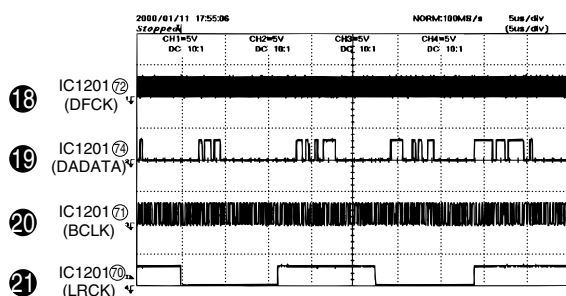 2000/01/11 17:55:06 NORM:100MS/s 5us/div
Stopped (5us/div)
CH1=5V CH2=5V CH3=5V CH4=5V
DC 10:1 DC 10:1 DC 10:1 DC 10:1
18 IC1201 72
(DFCK)
19 IC1201 74
(DADATA)
20 IC1201 71
(BCLK)
21 IC1201 70
(LRCK)